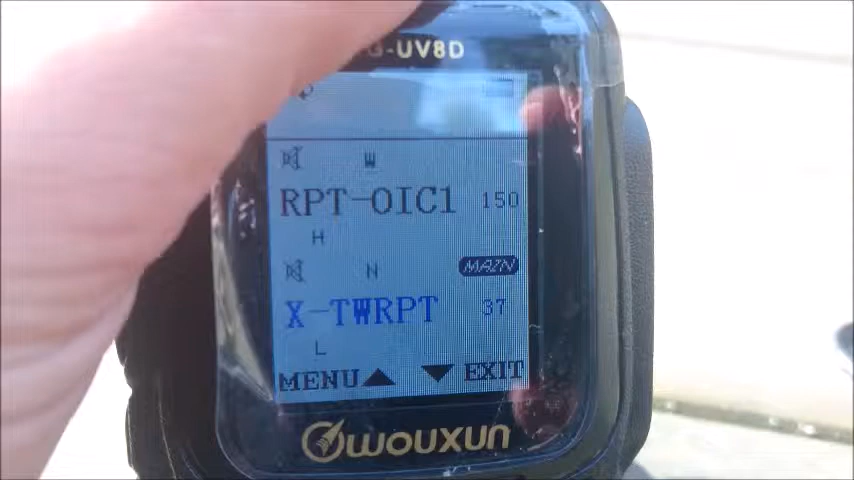 G-UV8D
W
RPT-OIC1 150
H
N MAIN
X-TWRPT 37
L
MENU EXIT
WOUXUN